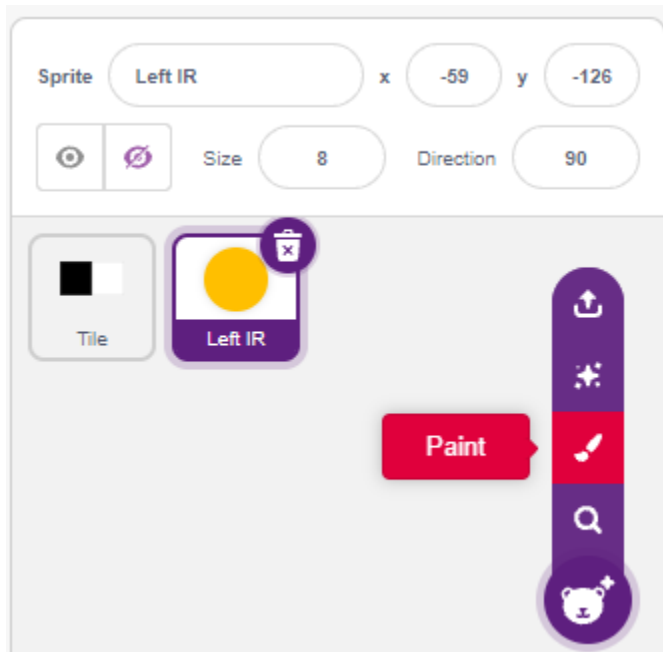 Sprite Left IR x -59 y -126
Size 8 Direction 90
Tile Left IR
Paint